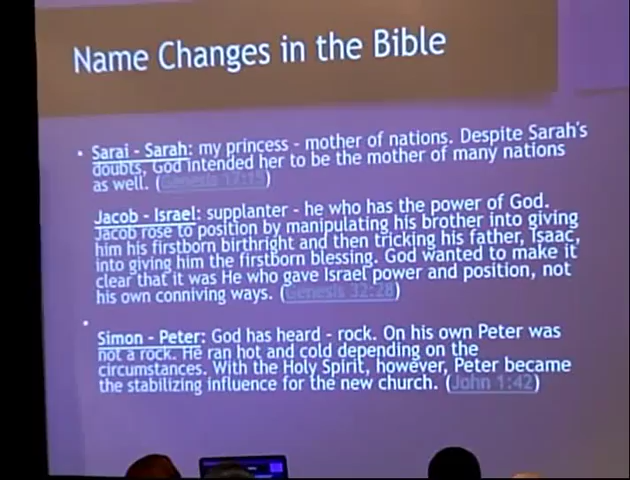 Name Changes in the Bible
• Sarai - Sarah: my princess - mother of nations. Despite Sarah's
doubts, God intended her to be the mother of many nations
as well. (Genesis 17:15)
Jacob - Israel: supplanter - he who has the power of God.
Jacob rose to position by manipulating his brother into giving
him his firstborn birthright and then tricking his father, Isaac,
into giving him the firstborn blessing. God wanted to make it
clear that it was He who gave Israel power and position, not
his own conniving ways. (Genesis 32:28)
•
Simon - Peter: God has heard - rock. On his own Peter was
not a rock. He ran hot and cold depending on the
circumstances. With the Holy Spirit, however, Peter became
the stabilizing influence for the new church. (John 1:42)